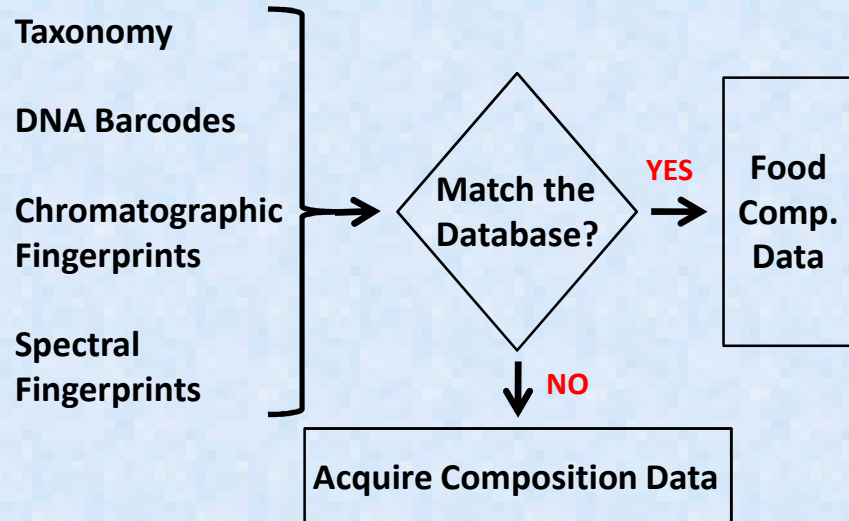 Taxonomy
DNA Barcodes
Chromatographic
Fingerprints
Spectral
Fingerprints
Match the
Database?
YES
Food
Comp.
Data
NO
Acquire Composition Data